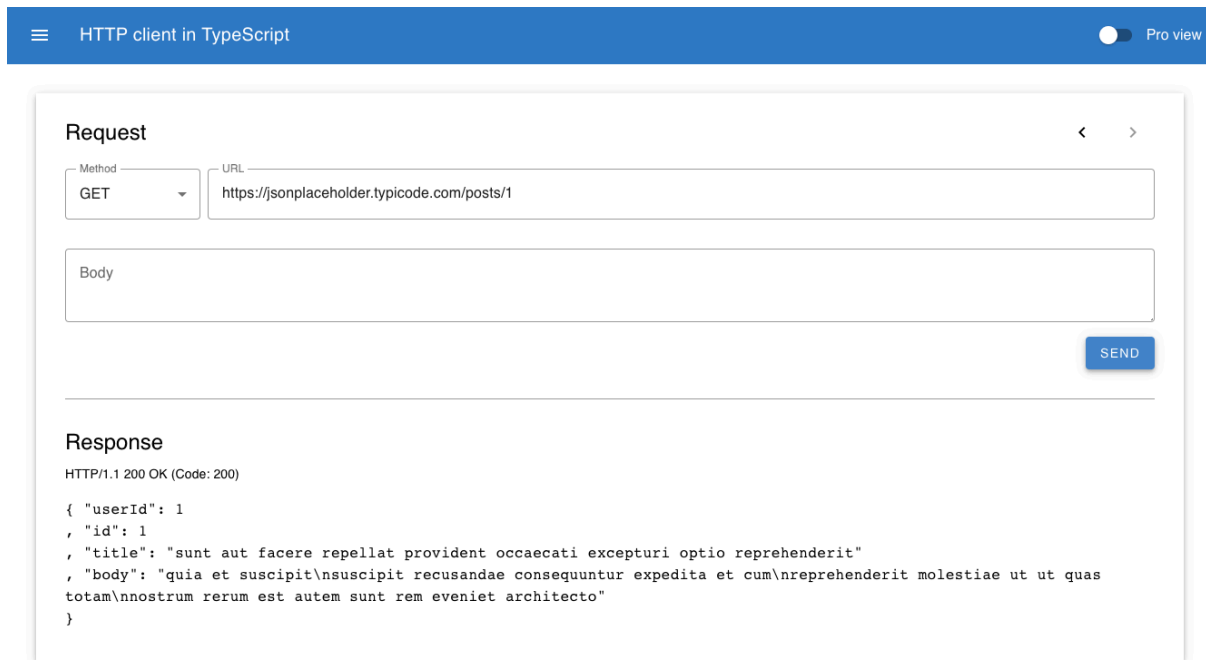 HTTP client in TypeScript
Pro view
Request
Method
GET
URL
https://jsonplaceholder.typicode.com/posts/1
Body
SEND
Response
HTTP/1.1 200 OK (Code: 200)
{ "userId": 1
, "id": 1
, "title": "sunt aut facere repellat provident occaecati excepturi optio reprehenderit"
, "body": "quia et suscipit\nsuscipit recusandae consequuntur expedita et cum\nreprehenderit molestiae ut ut quas
totam\nnostrum rerum est autem sunt rem eveniet architecto"
}